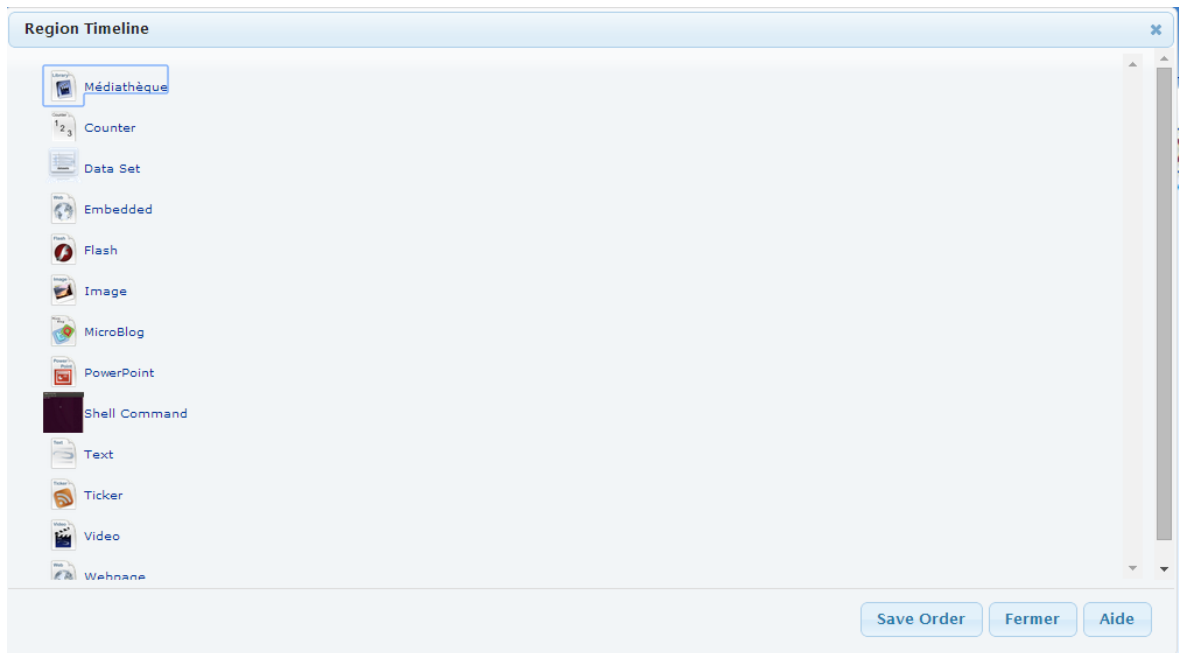 Region Timeline
Médiathèque
Counter
Data Set
Embedded
Flash
Image
MicroBlog
PowerPoint
Shell Command
Text
Ticker
Video
Webpage
Save Order
Fermer
Aide